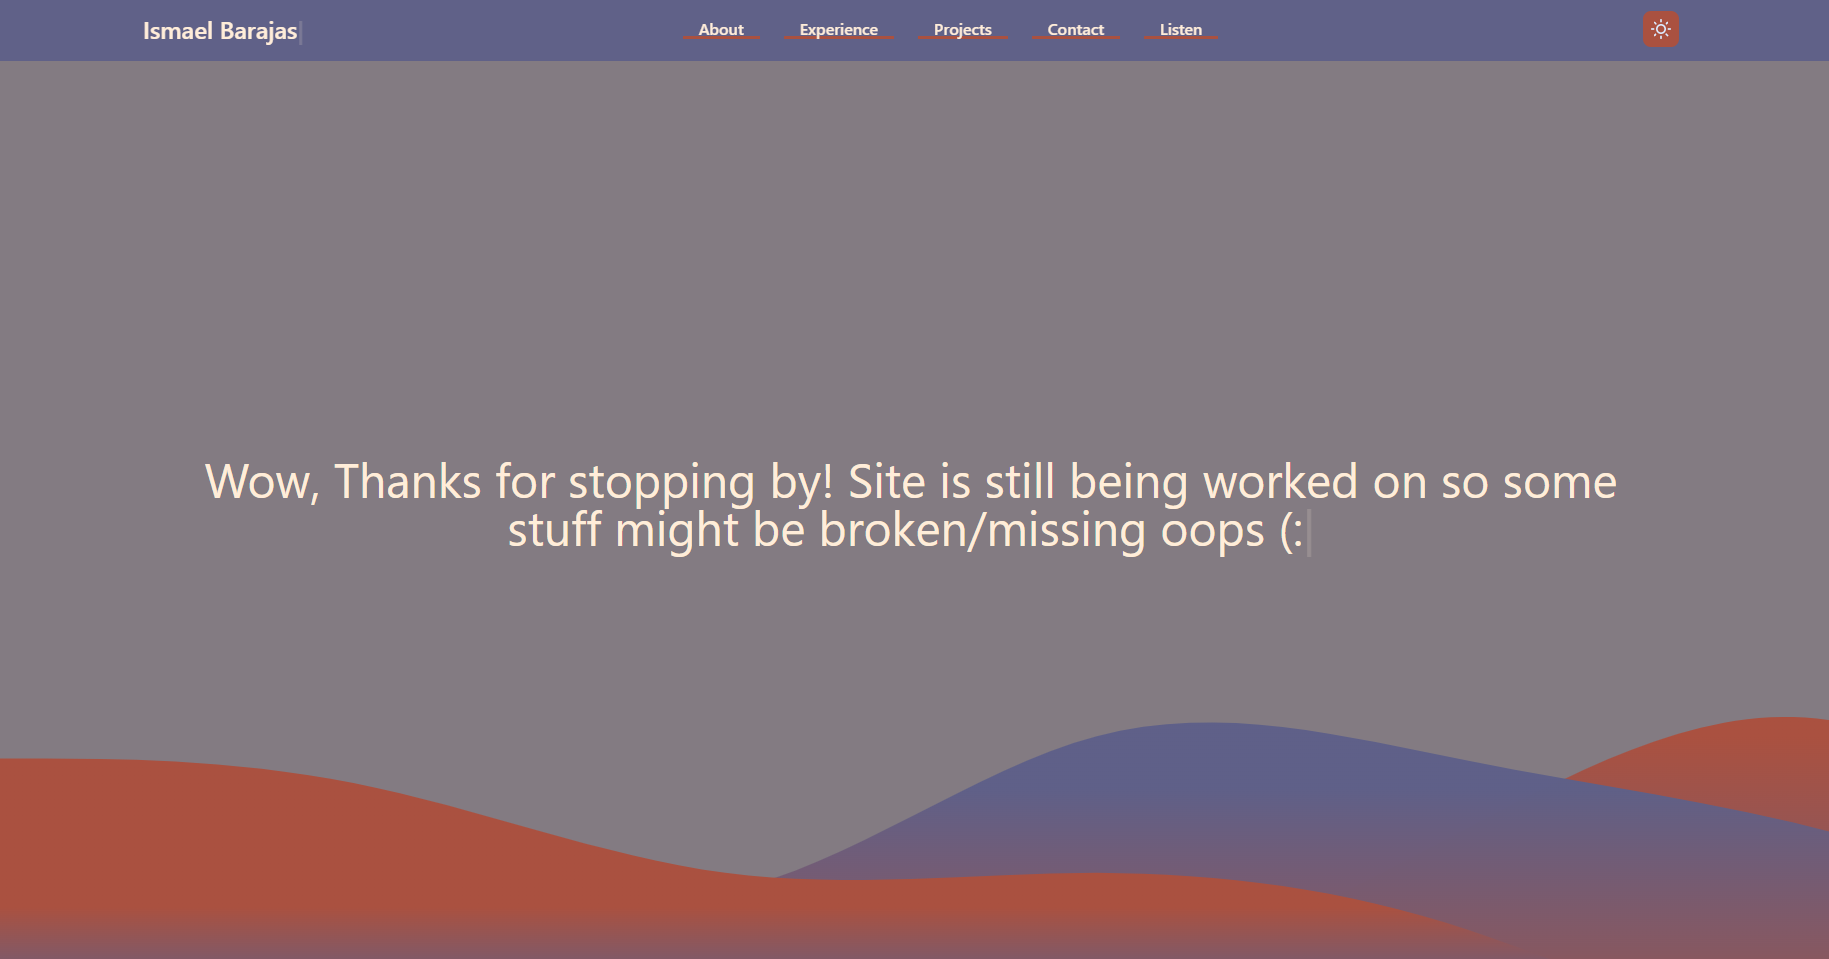 Ismael Barajas
About
Experience
Projects
Contact
Listen
Wow, Thanks for stopping by! Site is still being worked on so some
stuff might be broken/missing oops (: